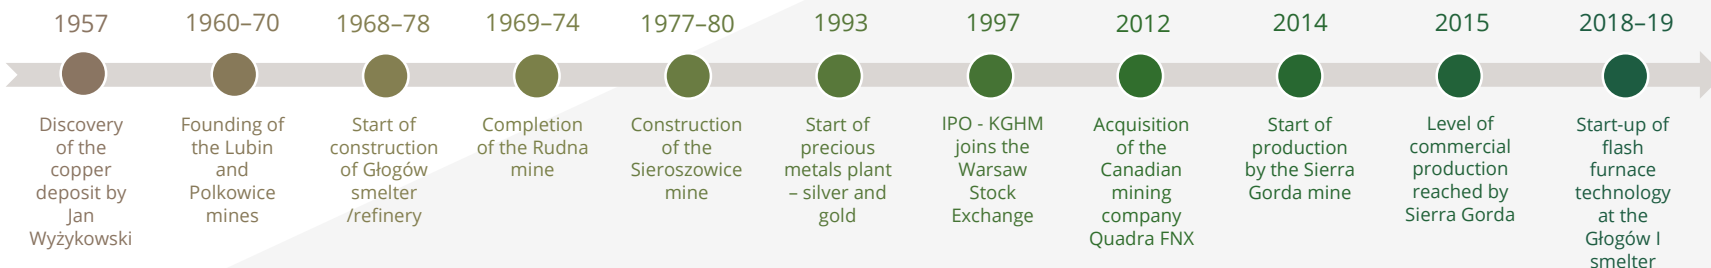 1957
Discovery
of the
copper
deposit by
Jan
Wyżykowski
1960–70
Founding of
the Lubin
and
Polkowice
mines
1968–78
Start of
construction
of Głogów
smelter
/refinery
1969–74
Completion
of the Rudna
mine
1977–80
Construction
of the
Sieroszowice
mine
1993
Start of
precious
metals plant
– silver and
gold
1997
IPO - KGHM
joins the
Warsaw
Stock
Exchange
2012
Acquisition
of the
Canadian
mining
company
Quadra FNX
2014
Start of
production
by the Sierra
Gorda mine
2015
Level of
commercial
production
reached by
Sierra Gorda
2018–19
Start-up of
flash
furnace
technology
at the
Głogów I
smelter